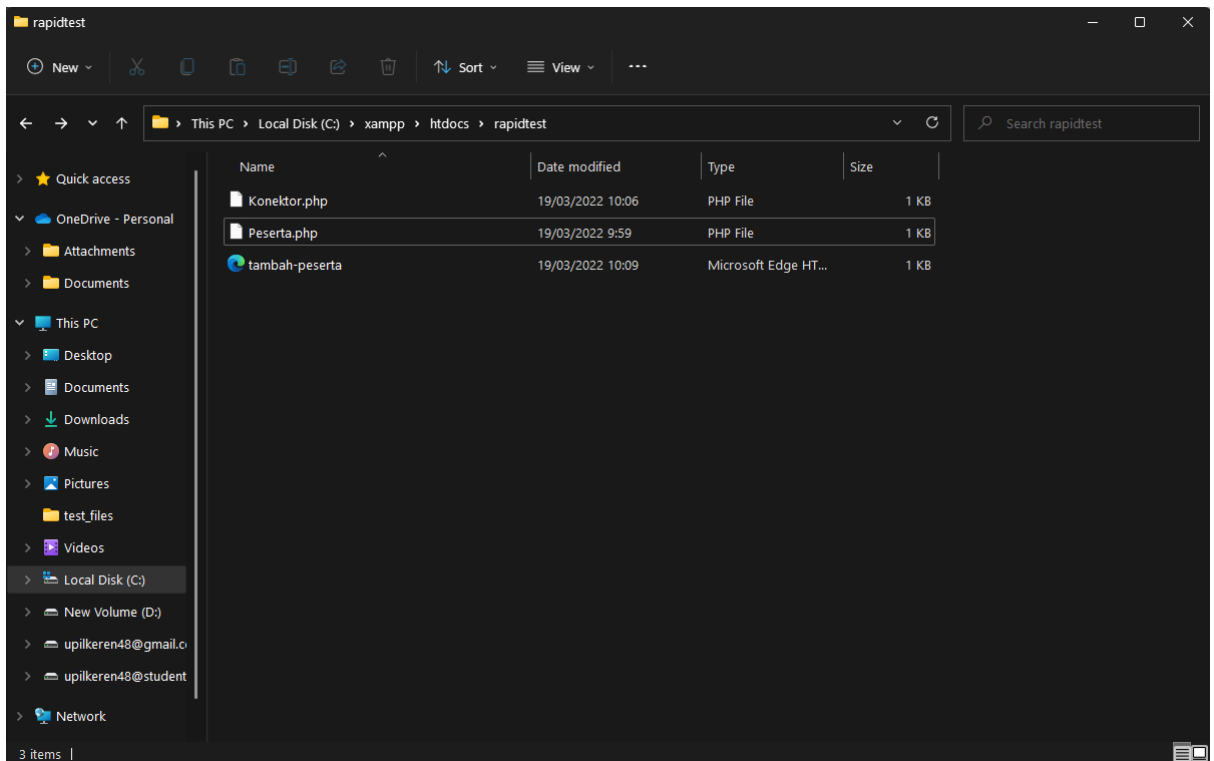 rapidtest
New
Sort
View
This PC > Local Disk (C:) > xampp > htdocs > rapidtest
Search rapidtest
Quick access
OneDrive - Personal
Attachments
Documents
This PC
Desktop
Documents
Downloads
Music
Pictures
test_files
Videos
Local Disk (C:)
New Volume (D:)
upilkeren48@gmail.c
upilkeren48@student
Network
Name Date modified Type Size
Konektor.php 19/03/2022 10:06 PHP File 1 KB
Peserta.php 19/03/2022 9:59 PHP File 1 KB
tambah-peserta 19/03/2022 10:09 Microsoft Edge HT... 1 KB
3 items